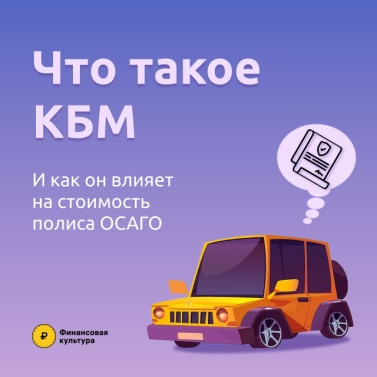 Что такое
КБМ
И как он влияет
на стоимость
полиса ОСАГО
₽
Финансовая
культура